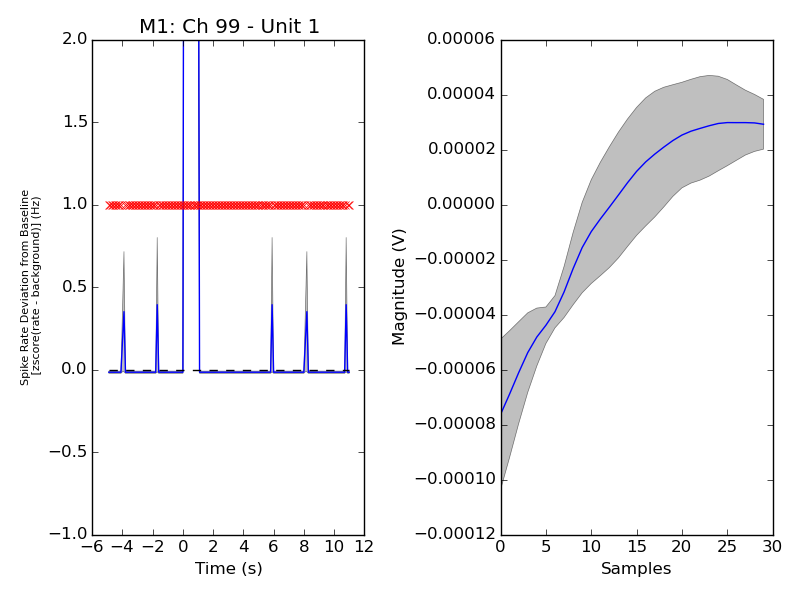 M1: Ch 99 - Unit 1
2.0
1.5
1.0
0.5
0.0
−0.5
−1.0
−6 −4 −2 0 2 4 6 8 10 12
Time (s)
Spike Rate Deviation from Baseline
[zscore(rate - background)] (Hz)
0.00006
0.00004
0.00002
0.00000
−0.00002
−0.00004
−0.00006
−0.00008
−0.00010
−0.00012
0 5 10 15 20 25 30
Samples
Magnitude (V)